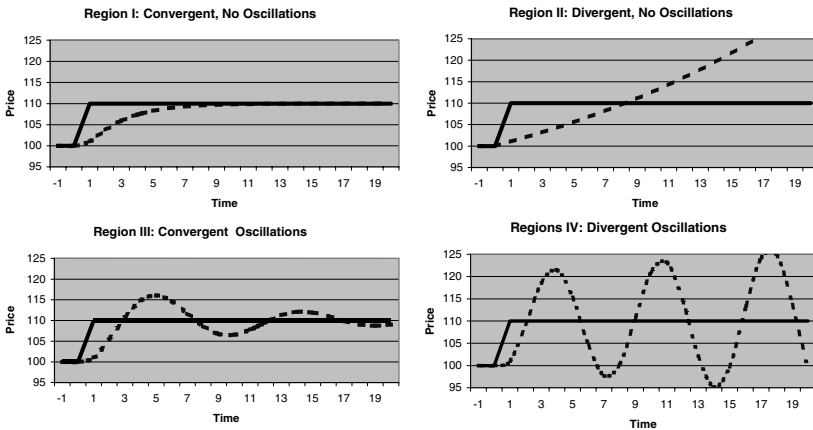 Region I: Convergent, No Oscillations
Price
125
120
115
110
105
100
95
-1 1 3 5 7 9 11 13 15 17 19
Time
Region II: Divergent, No Oscillations
Price
125
120
115
110
105
100
95
-1 1 3 5 7 9 11 13 15 17 19
Time
Region III: Convergent Oscillations
Price
125
120
115
110
105
100
95
-1 1 3 5 7 9 11 13 15 17 19
Time
Regions IV: Divergent Oscillations
Price
125
120
115
110
105
100
95
-1 1 3 5 7 9 11 13 15 17 19
Time